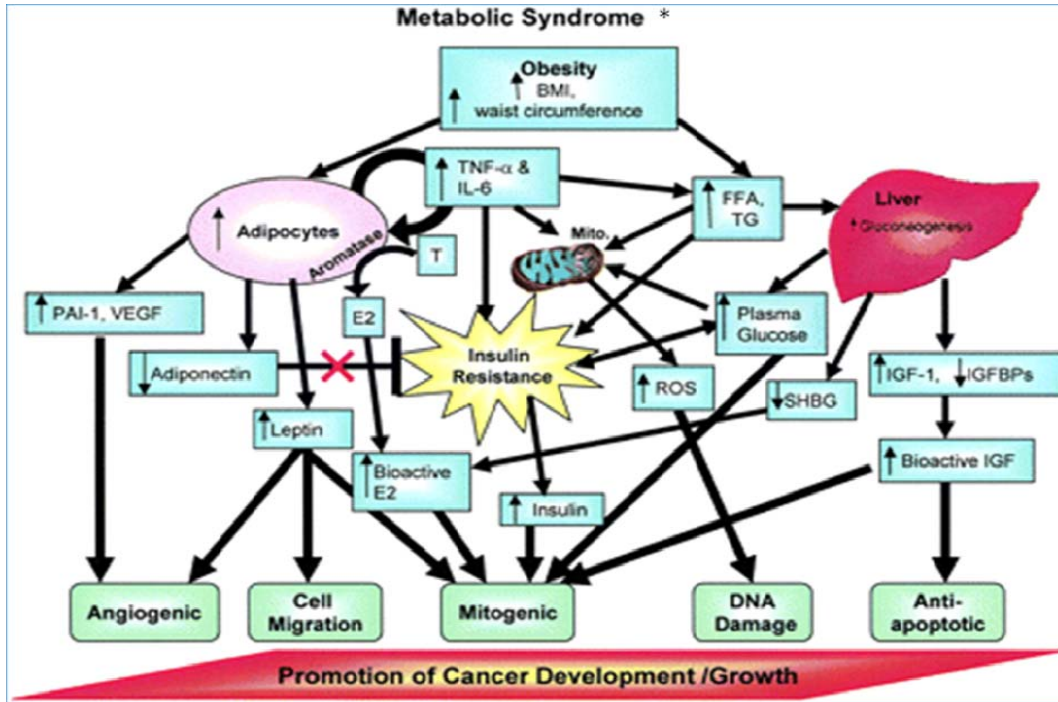 Metabolic Syndrome *
Obesity
↑ BMI,
↑ waist circumference
↑ TNF-α &
IL-6
↑ FFA,
TG
Liver
↑ Gluconeogenesis
↑ Adipocytes
Aromatase
T
Mito.
↑ PAI-1, VEGF
E2
Insulin
Resistance
↑ Plasma
Glucose
↓ Adiponectin
↑ ROS
↓ SHBG
↑ IGF-1, ↓ IGFBPs
↑ Leptin
↑ Bioactive
E2
↑ Insulin
↑ Bioactive IGF
Angiogenic
Cell
Migration
Mitogenic
DNA
Damage
Anti-
apoptotic
Promotion of Cancer Development /Growth